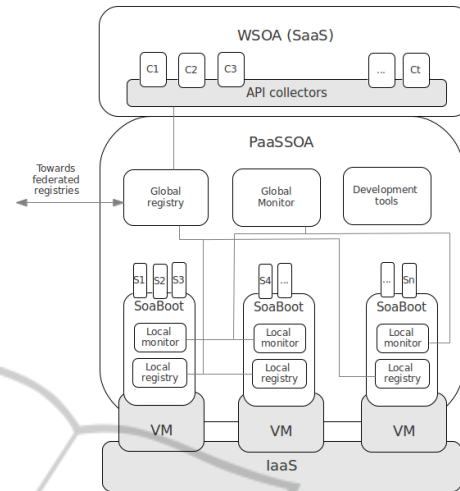 WSOA (SaaS)
C1
C2
C3
...
Ct
API collectors
PaaSSOA
Towards
federated
registries
Global
registry
Global
Monitor
Development
tools
S1
S2
S3
S4
...
...
Sn
SoaBoot
SoaBoot
SoaBoot
Local
monitor
Local
monitor
Local
monitor
Local
registry
Local
registry
Local
registry
VM
VM
VM
IaaS